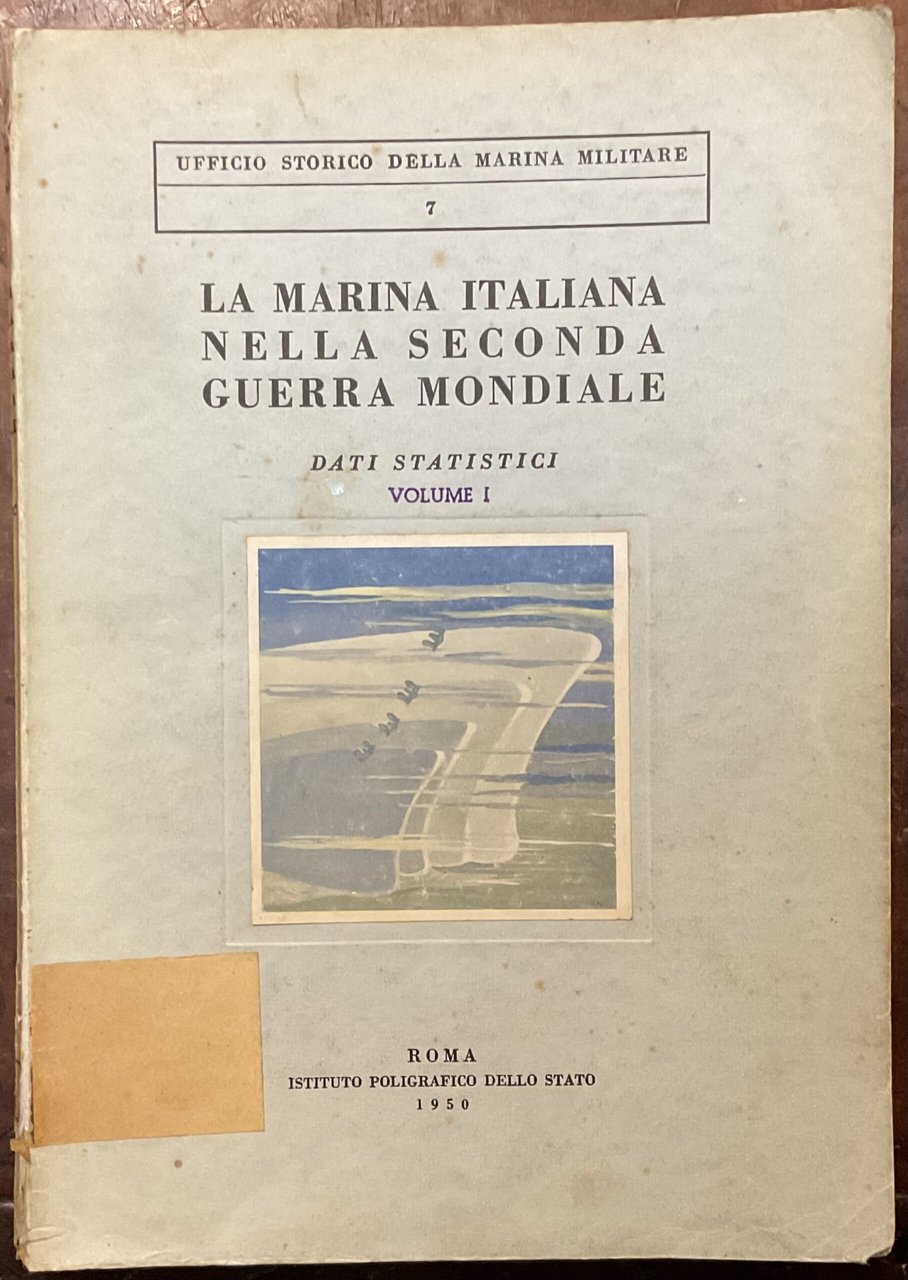 UFFICIO STORICO DELLA MARINA MILITARE
7
LA MARINA ITALIANA
NELLA SECONDA
GUERRA MONDIALE
DATI STATISTICI
VOLUME I
ROMA
ISTITUTO POLIGRAFICO DELLO STATO
1950